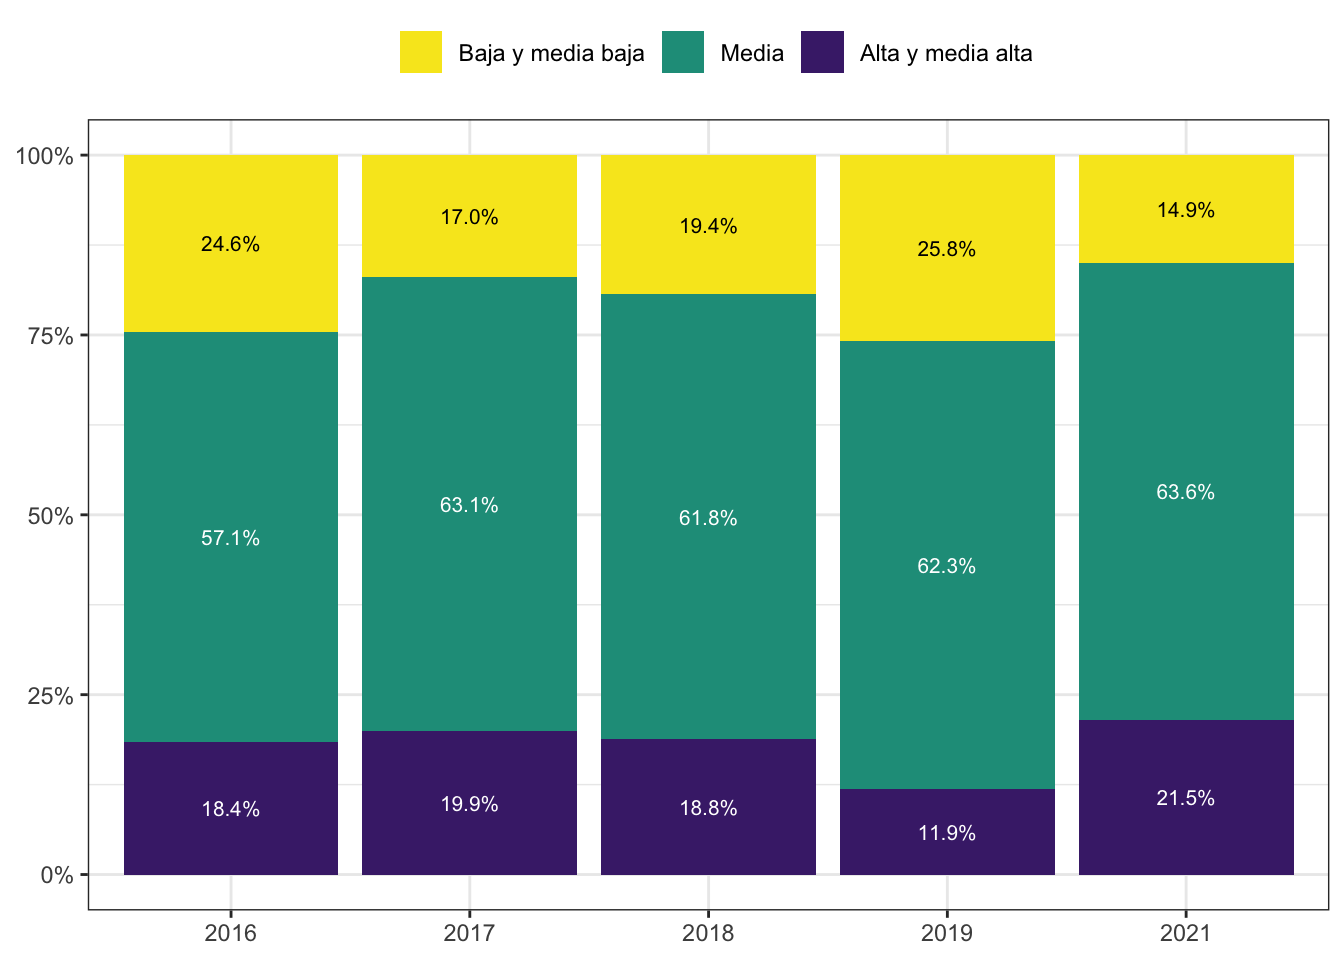 Baja y media baja Media Alta y media alta
100%
75%
50%
25%
0%
24.6% 17.0% 19.4% 25.8% 14.9%
57.1% 63.1% 61.8% 62.3% 63.6%
18.4% 19.9% 18.8% 11.9% 21.5%
2016 2017 2018 2019 2021